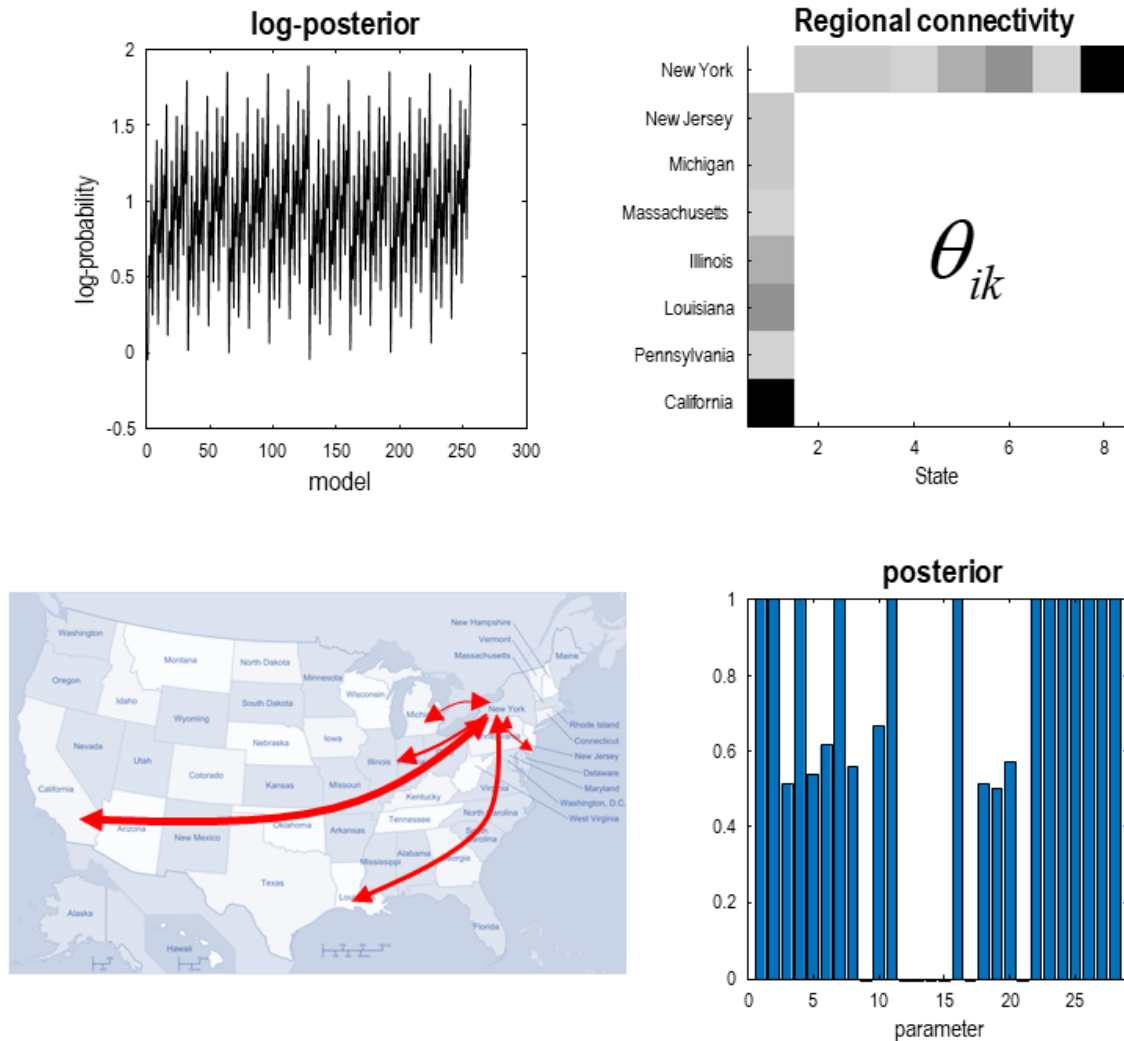 log-posterior
2
1.5
1
0.5
0
-0.5
log-probability
0 50 100 150 200 250 300
model
Regional connectivity
New York
New Jersey
Michigan
Massachusetts
Illinois
Louisiana
Pennsylvania
California
θik
2 4 6 8
State
Washington
Oregon
California
Nevada
Idaho
Montana
Wyoming
Utah
Arizona
Colorado
New Mexico
North Dakota
South Dakota
Nebraska
Kansas
Oklahoma
Texas
Minnesota
Iowa
Missouri
Arkansas
Wisconsin
Illinois
Kentucky
Tennessee
Mississippi
Alabama
Georgia
Florida
Virginia
North Carolina
New York
New Hampshire
Vermont
Massachusetts
Maine
Rhode Island
Connecticut
New Jersey
Delaware
Maryland
Washington, D.C.
West Virginia
Alaska
Hawaii
posterior
1
0.8
0.6
0.4
0.2
0
0 5 10 15 20 25
parameter